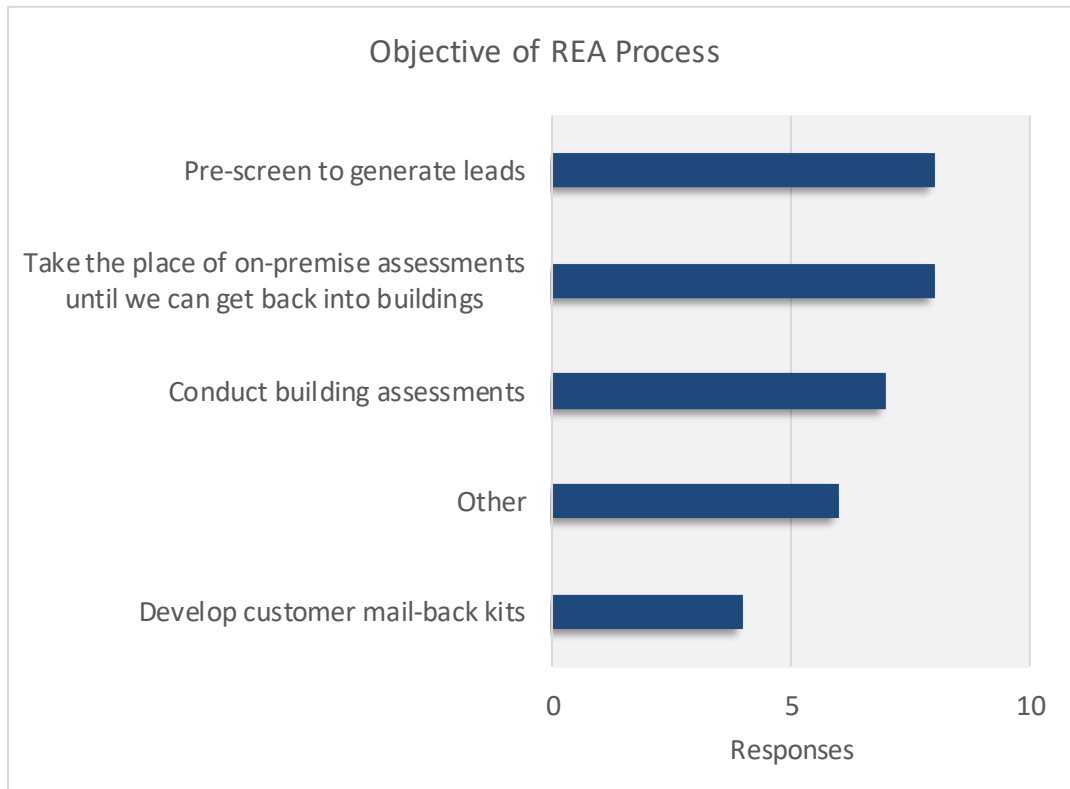 Objective of REA Process
Pre-screen to generate leads
Take the place of on-premise assessments
until we can get back into buildings
Conduct building assessments
Other
Develop customer mail-back kits
0 5 10
Responses